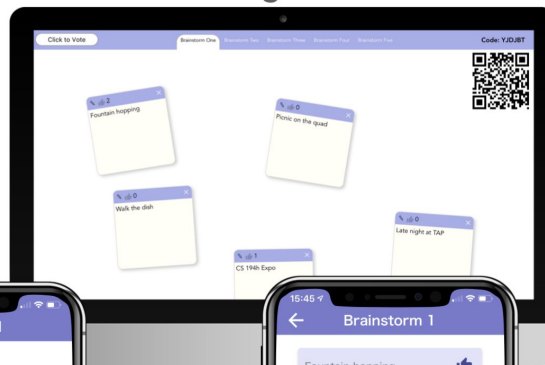 Click to Vote
Brainstorm One
Brainstorm Two
Brainstorm Three
Brainstorm Four
Brainstorm Five
Code: YJDJBT
2
Fountain hopping
0
Picnic on the quad
0
Walk the dish
0
Late night at TAP
1
CS 194h Expo
15:45
Brainstorm 1
Fountain hopping